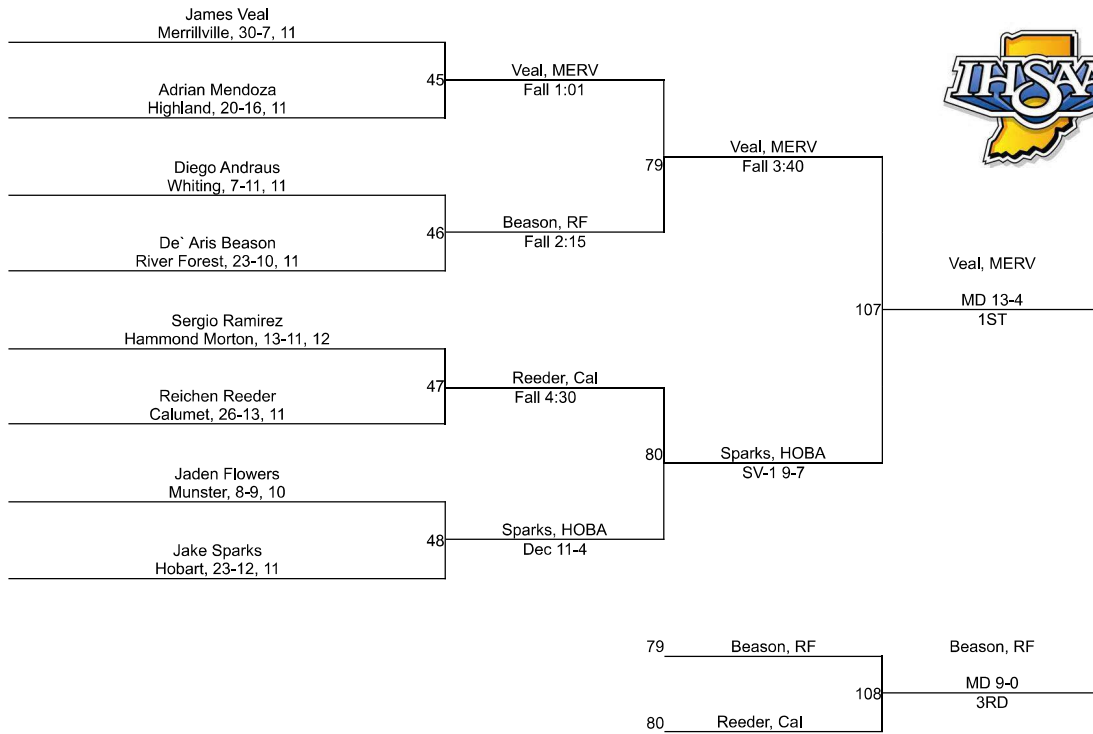 James Veal
Merrillville, 30-7, 11
Adrian Mendoza
Highland, 20-16, 11
45
Veal, MERV
Fall 1:01
Diego Andraus
Whiting, 7-11, 11
De` Aris Beason
River Forest, 23-10, 11
46
Beason, RF
Fall 2:15
79
Veal, MERV
Fall 3:40
Sergio Ramirez
Hammond Morton, 13-11, 12
Reichen Reeder
Calumet, 26-13, 11
47
Reeder, Cal
Fall 4:30
Jaden Flowers
Munster, 8-9, 10
Jake Sparks
Hobart, 23-12, 11
48
Sparks, HOBA
Dec 11-4
80
Sparks, HOBA
SV-1 9-7
107
Veal, MERV
MD 13-4
1ST
IHSAA
79
Beason, RF
80
Reeder, Cal
108
Beason, RF
MD 9-0
3RD